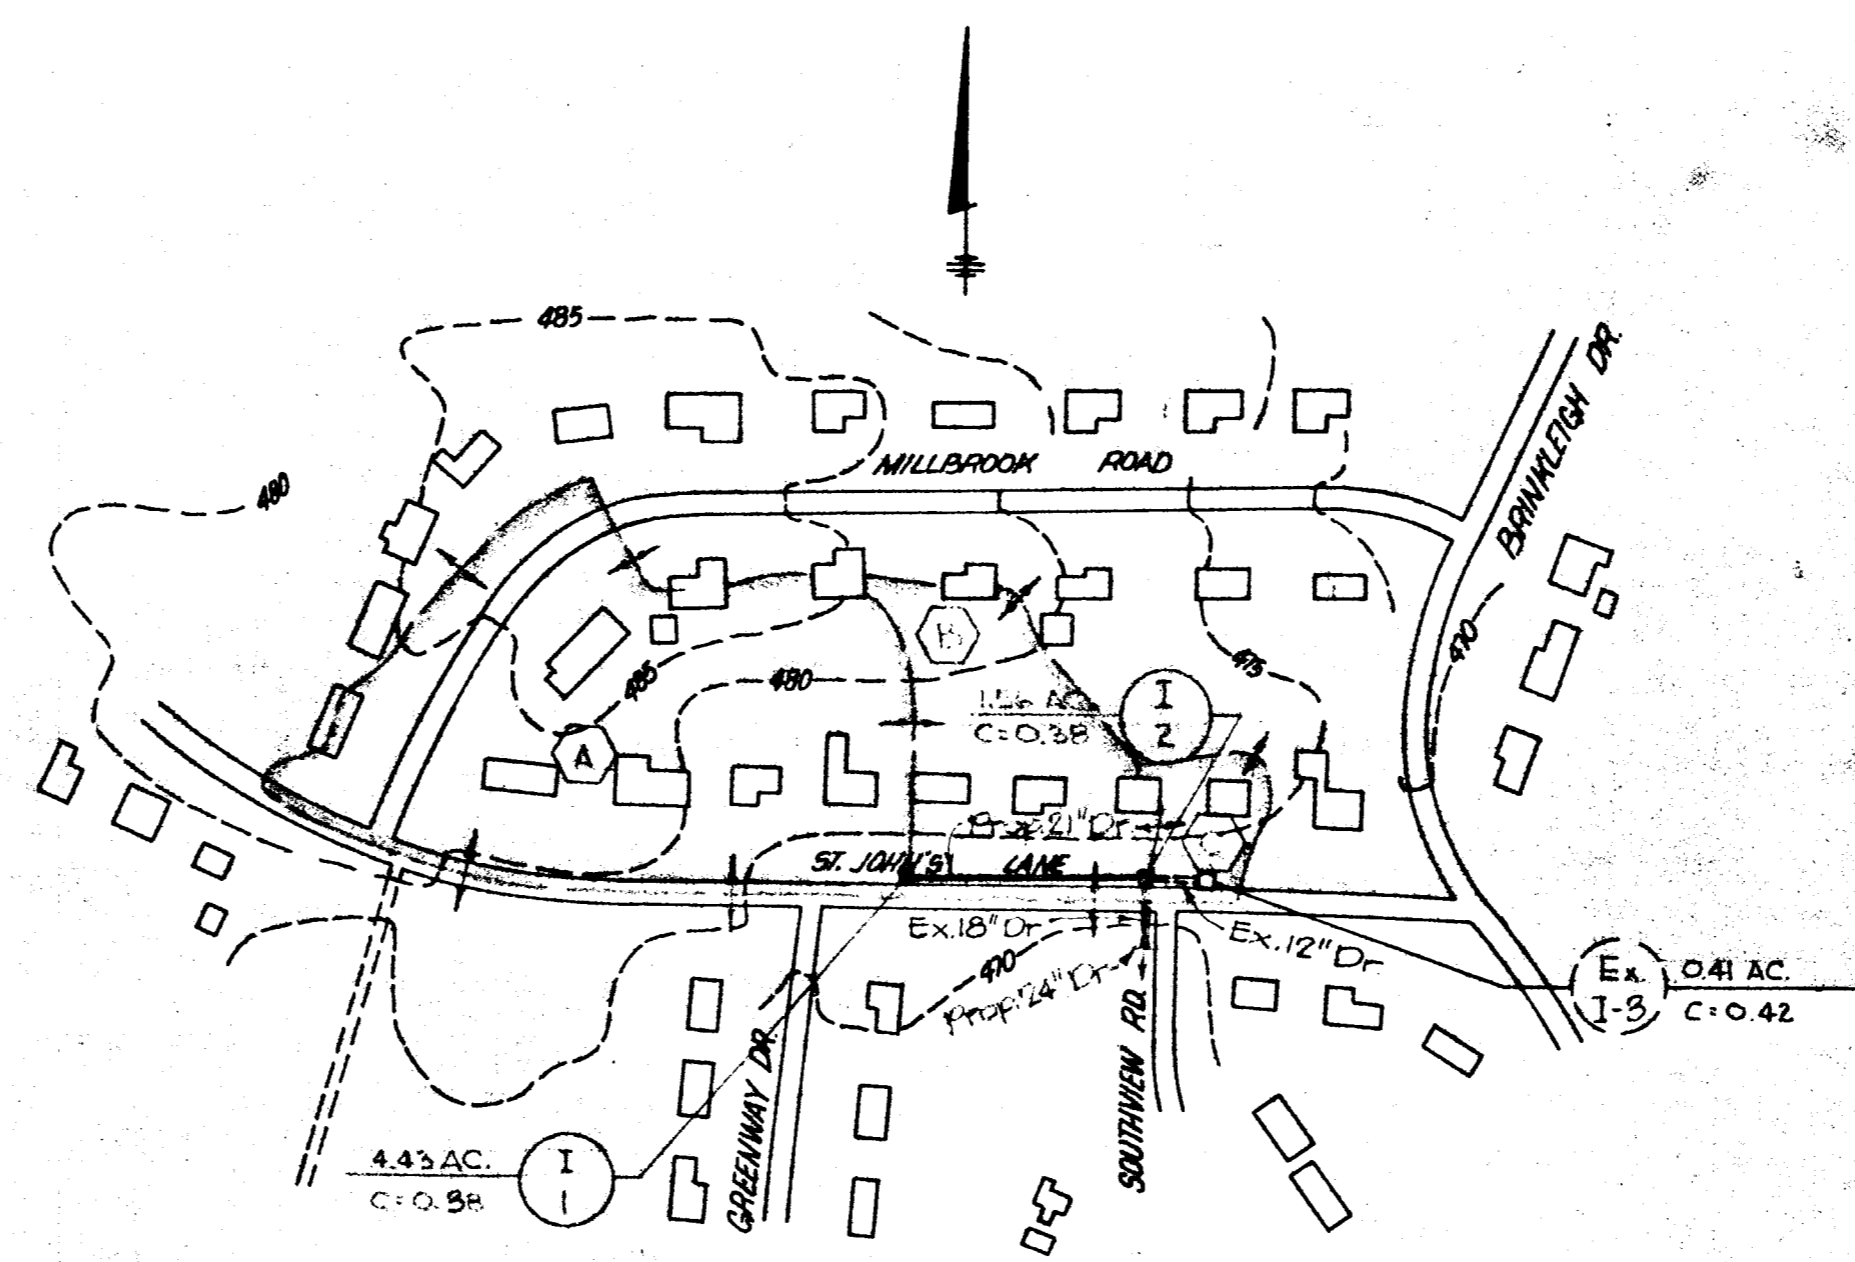 485
480
MILLBROOK ROAD
BRINKLEIGH DR.
B
470
475
485
480
I
2
AC.
C=0.38
A
Prop. 21" Dr
C
ST. JOHN'S LANE
Ex. 18" Dr
Ex. 12" Dr
470
Prop. 24" Dr
Ex.
I-3
0.41 AC.
C=0.42
GREENWAY DR.
SOUTHVIEW RD.
4.43 AC.
C=0.38
I
1